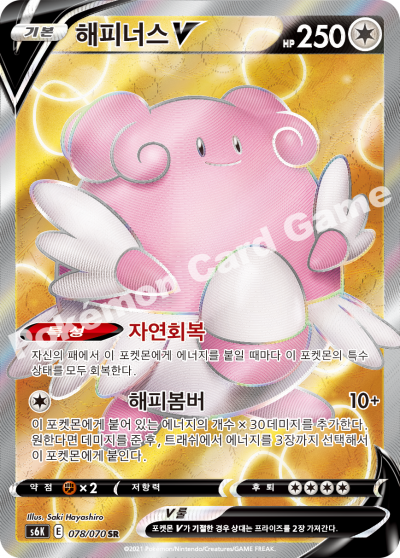 기본 해피너스V HP 250
특성 자연회복
자신의 패에서 이 포켓몬에게 에너지를 붙일 때마다 이 포켓몬의 특수
상태를 모두 회복한다.
해피봄버 10+
이 포켓몬에게 붙어 있는 에너지의 개수 × 30데미지를 추가한다.
원한다면 데미지를 준 후, 트래쉬에서 에너지를 3장까지 선택해서
이 포켓몬에게 붙인다.
약점 ×2 저항력 후퇴
Illus. Saki Hayashiro
V룰
s6K E 078/070 SR
포켓몬 V가 기절한 경우 상대는 프라이즈를 2장 가져간다.
©2021 Pokémon/Nintendo/Creatures/GAME FREAK.
Pokémon Card Game